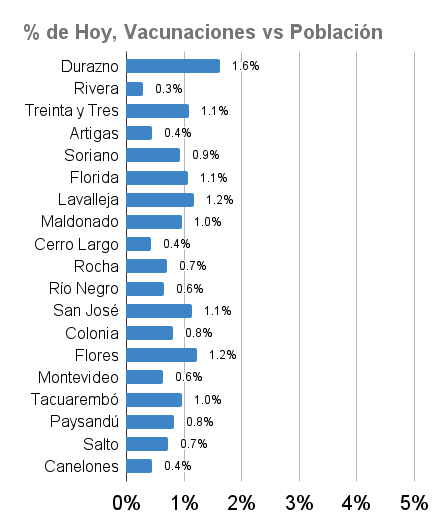 % de Hoy, Vacunaciones vs Población
Durazno 1.6%
Rivera 0.3%
Treinta y Tres 1.1%
Artigas 0.4%
Soriano 0.9%
Florida 1.1%
Lavalleja 1.2%
Maldonado 1.0%
Cerro Largo 0.4%
Rocha 0.7%
Río Negro 0.6%
San José 1.1%
Colonia 0.8%
Flores 1.2%
Montevideo 0.6%
Tacuarembó 1.0%
Paysandú 0.8%
Salto 0.7%
Canelones 0.4%
0% 1% 2% 3% 4% 5%